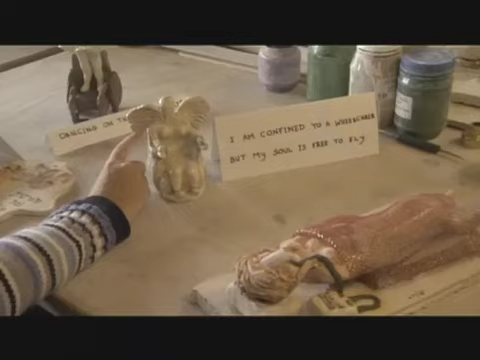 DANCING ON
I AM CONFINED TO A WHEELCHAIR
BUT MY SOUL IS FREE TO FLY.